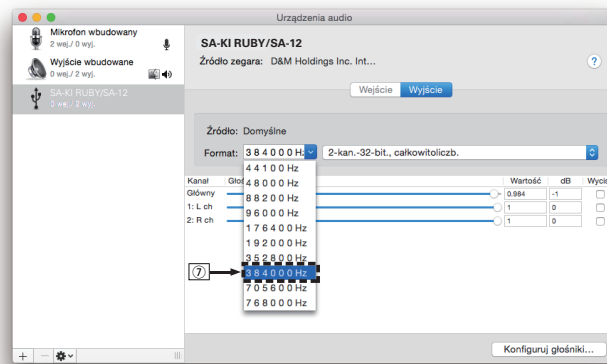 Urządzenia audio
Mikrofon wbudowany
2 wej./ 0 wyj.
Wyjście wbudowane
0 wej./ 2 wyj.
SA-KI RUBY/SA-12
0 wej./ 2 wyj.
SA-KI RUBY/SA-12
Źródło zegara: D&M Holdings Inc. Int...
?
Wejście Wyjście
Źródło: Domyślne
Format: 384000 Hz 2-kan.-32-bit., całkowitoliczb.
44100 Hz
48000 Hz
88200 Hz
96000 Hz
176400 Hz
192000 Hz
352800 Hz
⑦ 384000 Hz
705600 Hz
768000 Hz
Kanał Wartość dB
Główny 0.984 -1
1: L ch 1 0
2: R ch 1 0
Konfiguruj głośniki...